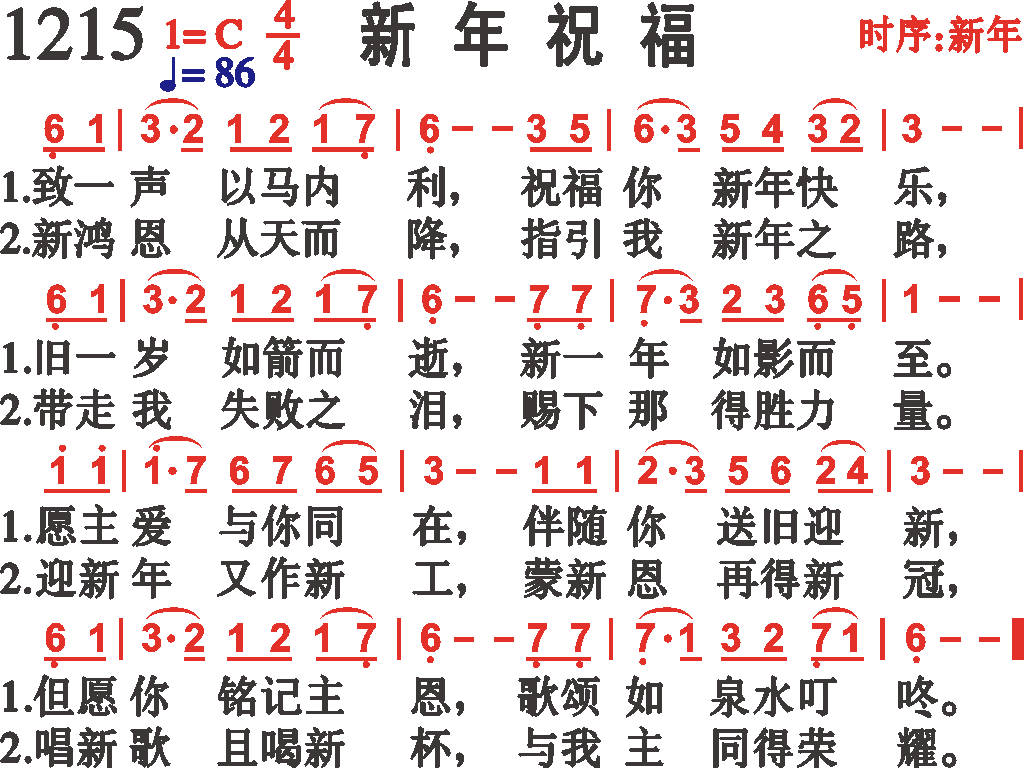 1215 1=C 4/4 ♩=86 新年祝福 时序:新年
6̣ 1 | 3·2 1 2 1 7̣ | 6̣ - - 3 5 | 6·3 5 4 3 2 | 3 - - |
1.致一声 以马内 利, 祝福你 新年快 乐,
2.新鸿恩 从天而 降, 指引我 新年之 路,
6̣ 1 | 3·2 1 2 1 7̣ | 6̣ - - 7̣ 7̣ | 7̣·3 2 3 6̣ 5̣ | 1 - - |
1.旧一岁 如箭而 逝, 新一年 如影而 至。
2.带走我 失败之 泪, 赐下那 得胜力 量。
1̇ 1̇ | 1̇·7 6 7 6 5 | 3 - - 1 1 | 2·3 5 6 2 4 | 3 - - |
1.愿主爱 与你同 在, 伴随你 送旧迎 新,
2.迎新年 又作新 工, 蒙新恩 再得新 冠,
6̣ 1 | 3·2 1 2 1 7̣ | 6̣ - - 7̣ 7̣ | 7̣·1 3 2 7̣ 1 | 6̣ - -
1.但愿你 铭记主 恩, 歌颂如 泉水叮 咚。
2.唱新歌 且喝新 杯, 与我主 同得荣 耀。